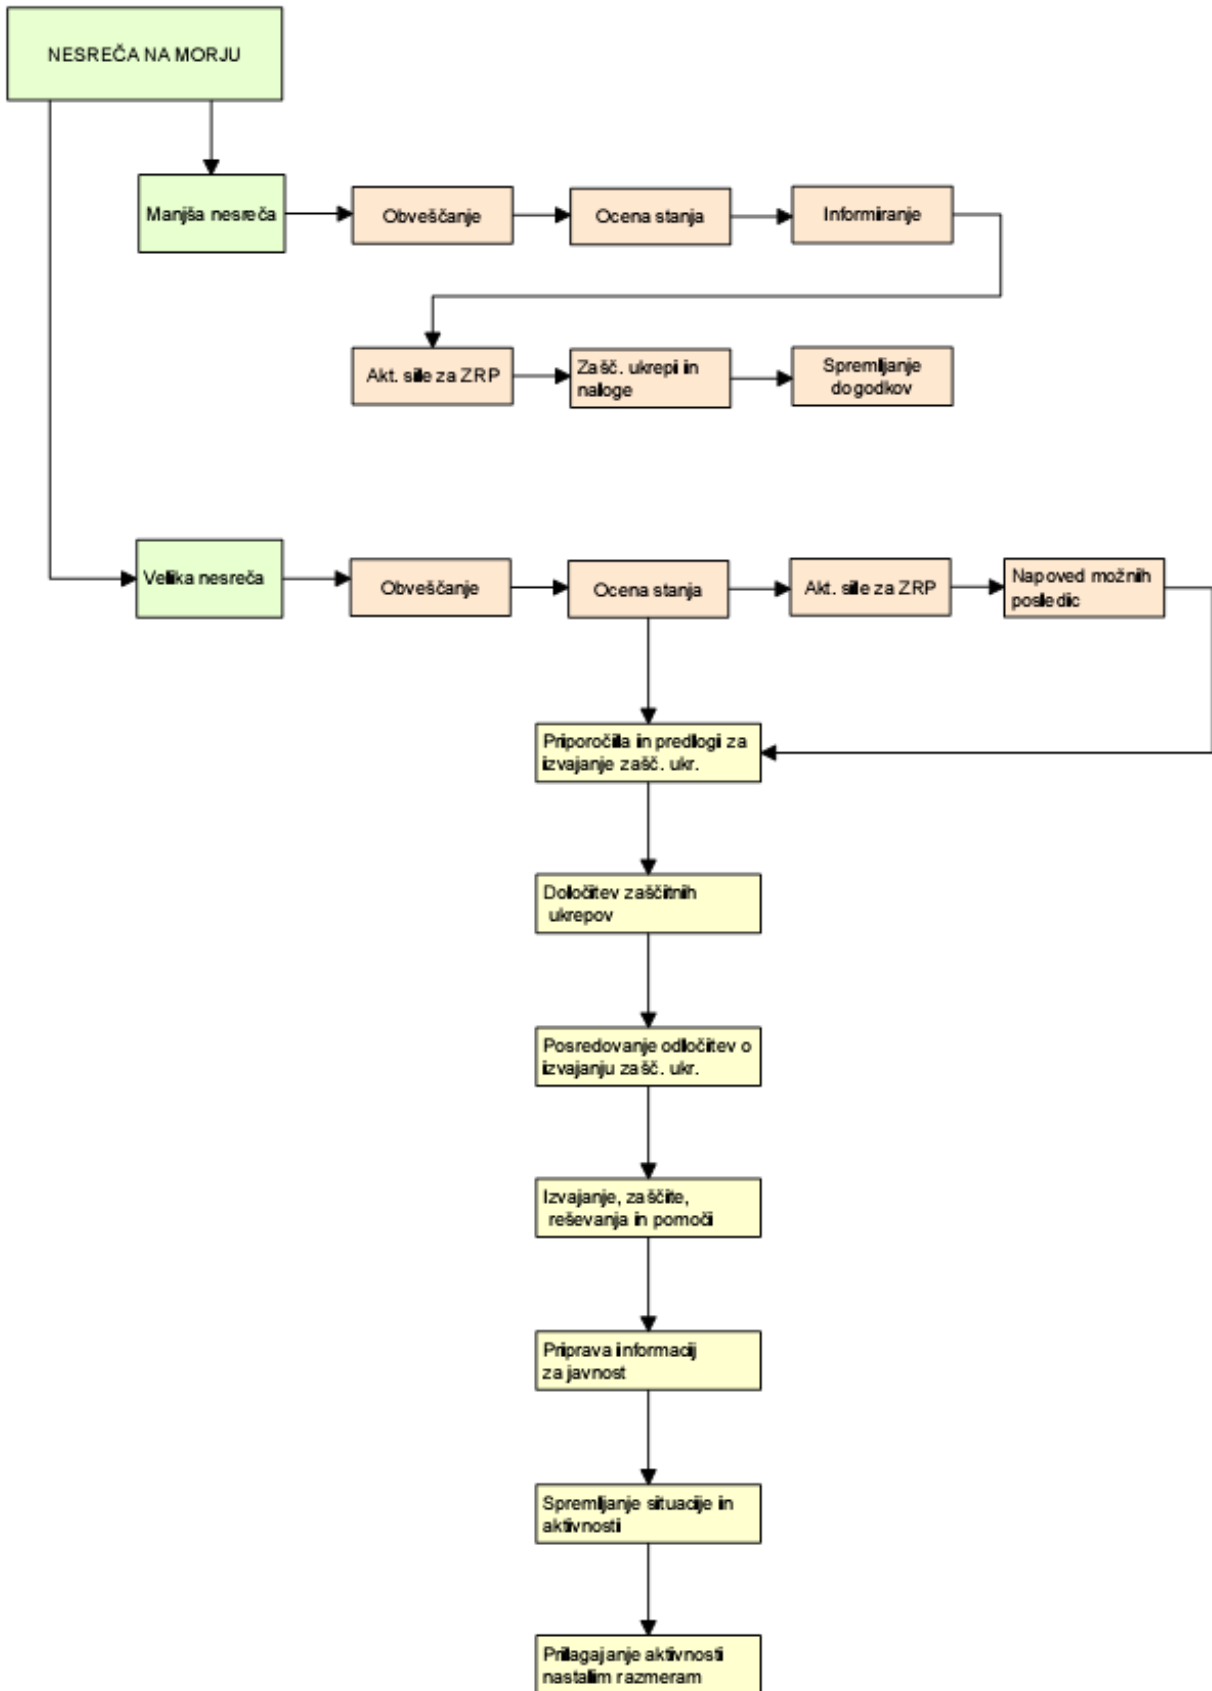 NESREČA NA MORJU
Manjša nesreča
Obveščanje
Ocena stanja
Informiranje
Akt. sile za ZRP
Zašč. ukrepi in
naloge
Spremljanje
dogodkov
Velika nesreča
Obveščanje
Ocena stanja
Akt. sile za ZRP
Napoved možnih
posledic
Priporočila in predlogi za
izvajanje zašč. ukr.
Določitev zaščitnih
ukrepov
Posredovanje odločitev o
izvajanju zašč. ukr.
Izvajanje, zaščite,
reševanja in pomoči
Priprava informacij
za javnost
Spremljanje situacije in
aktivnosti
Prilagajanje aktivnosti
nastalim razmeram